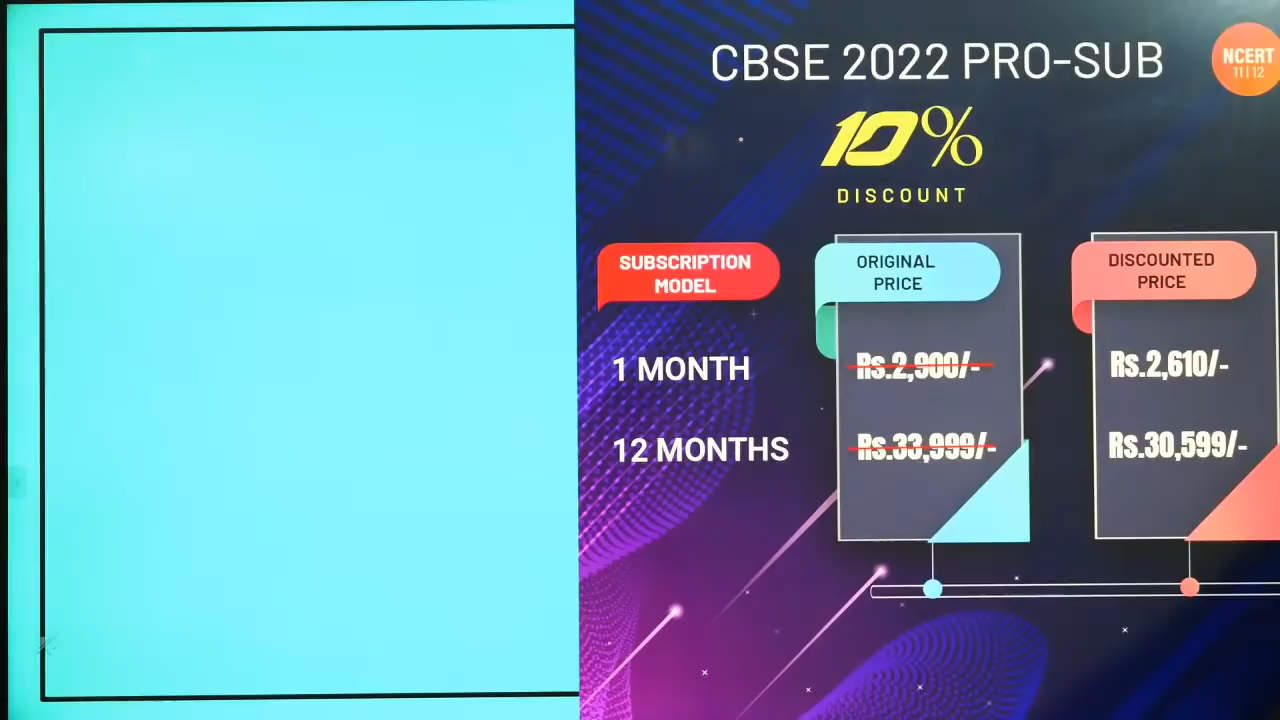 CBSE 2022 PRO-SUB
NCERT
11|12
10%
DISCOUNT
SUBSCRIPTION
MODEL
ORIGINAL
PRICE
DISCOUNTED
PRICE
1 MONTH
Rs.2,900/-
Rs.2,610/-
12 MONTHS
Rs.33,999/-
Rs.30,599/-